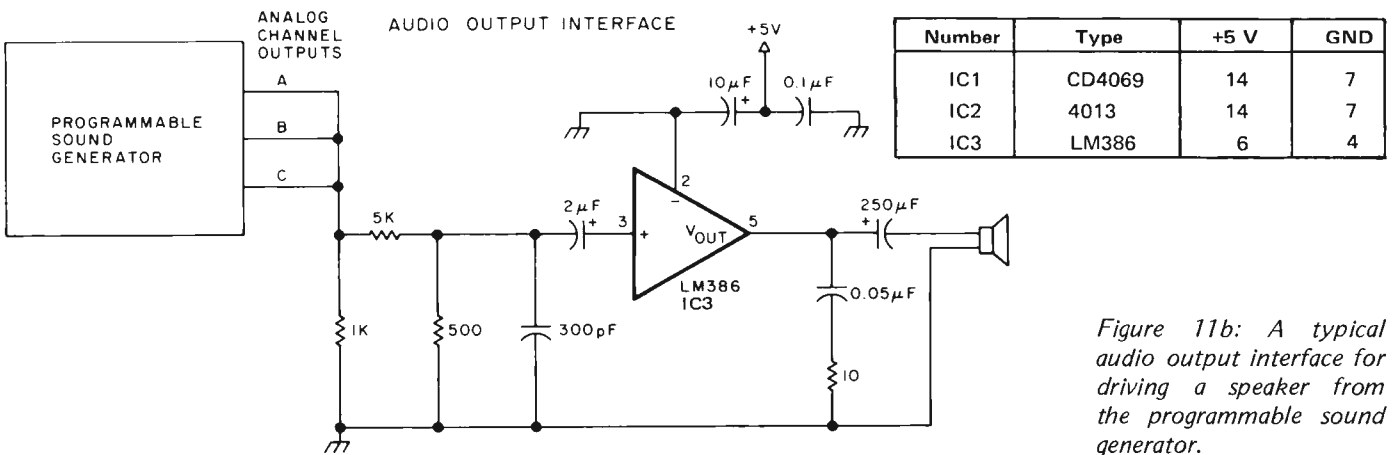 ANALOG
CHANNEL
OUTPUTS
AUDIO OUTPUT INTERFACE
PROGRAMMABLE
SOUND
GENERATOR
A
B
C
+5V
10µF
+
0.1µF
5K
2µF
+
3
+
2
−
VOUT
5
LM386
IC3
250µF
+
0.05µF
1K
500
300pF
10
Number Type +5 V GND
IC1 CD4069 14 7
IC2 4013 14 7
IC3 LM386 6 4
Figure 11b: A typical
audio output interface for
driving a speaker from
the programmable sound
generator.